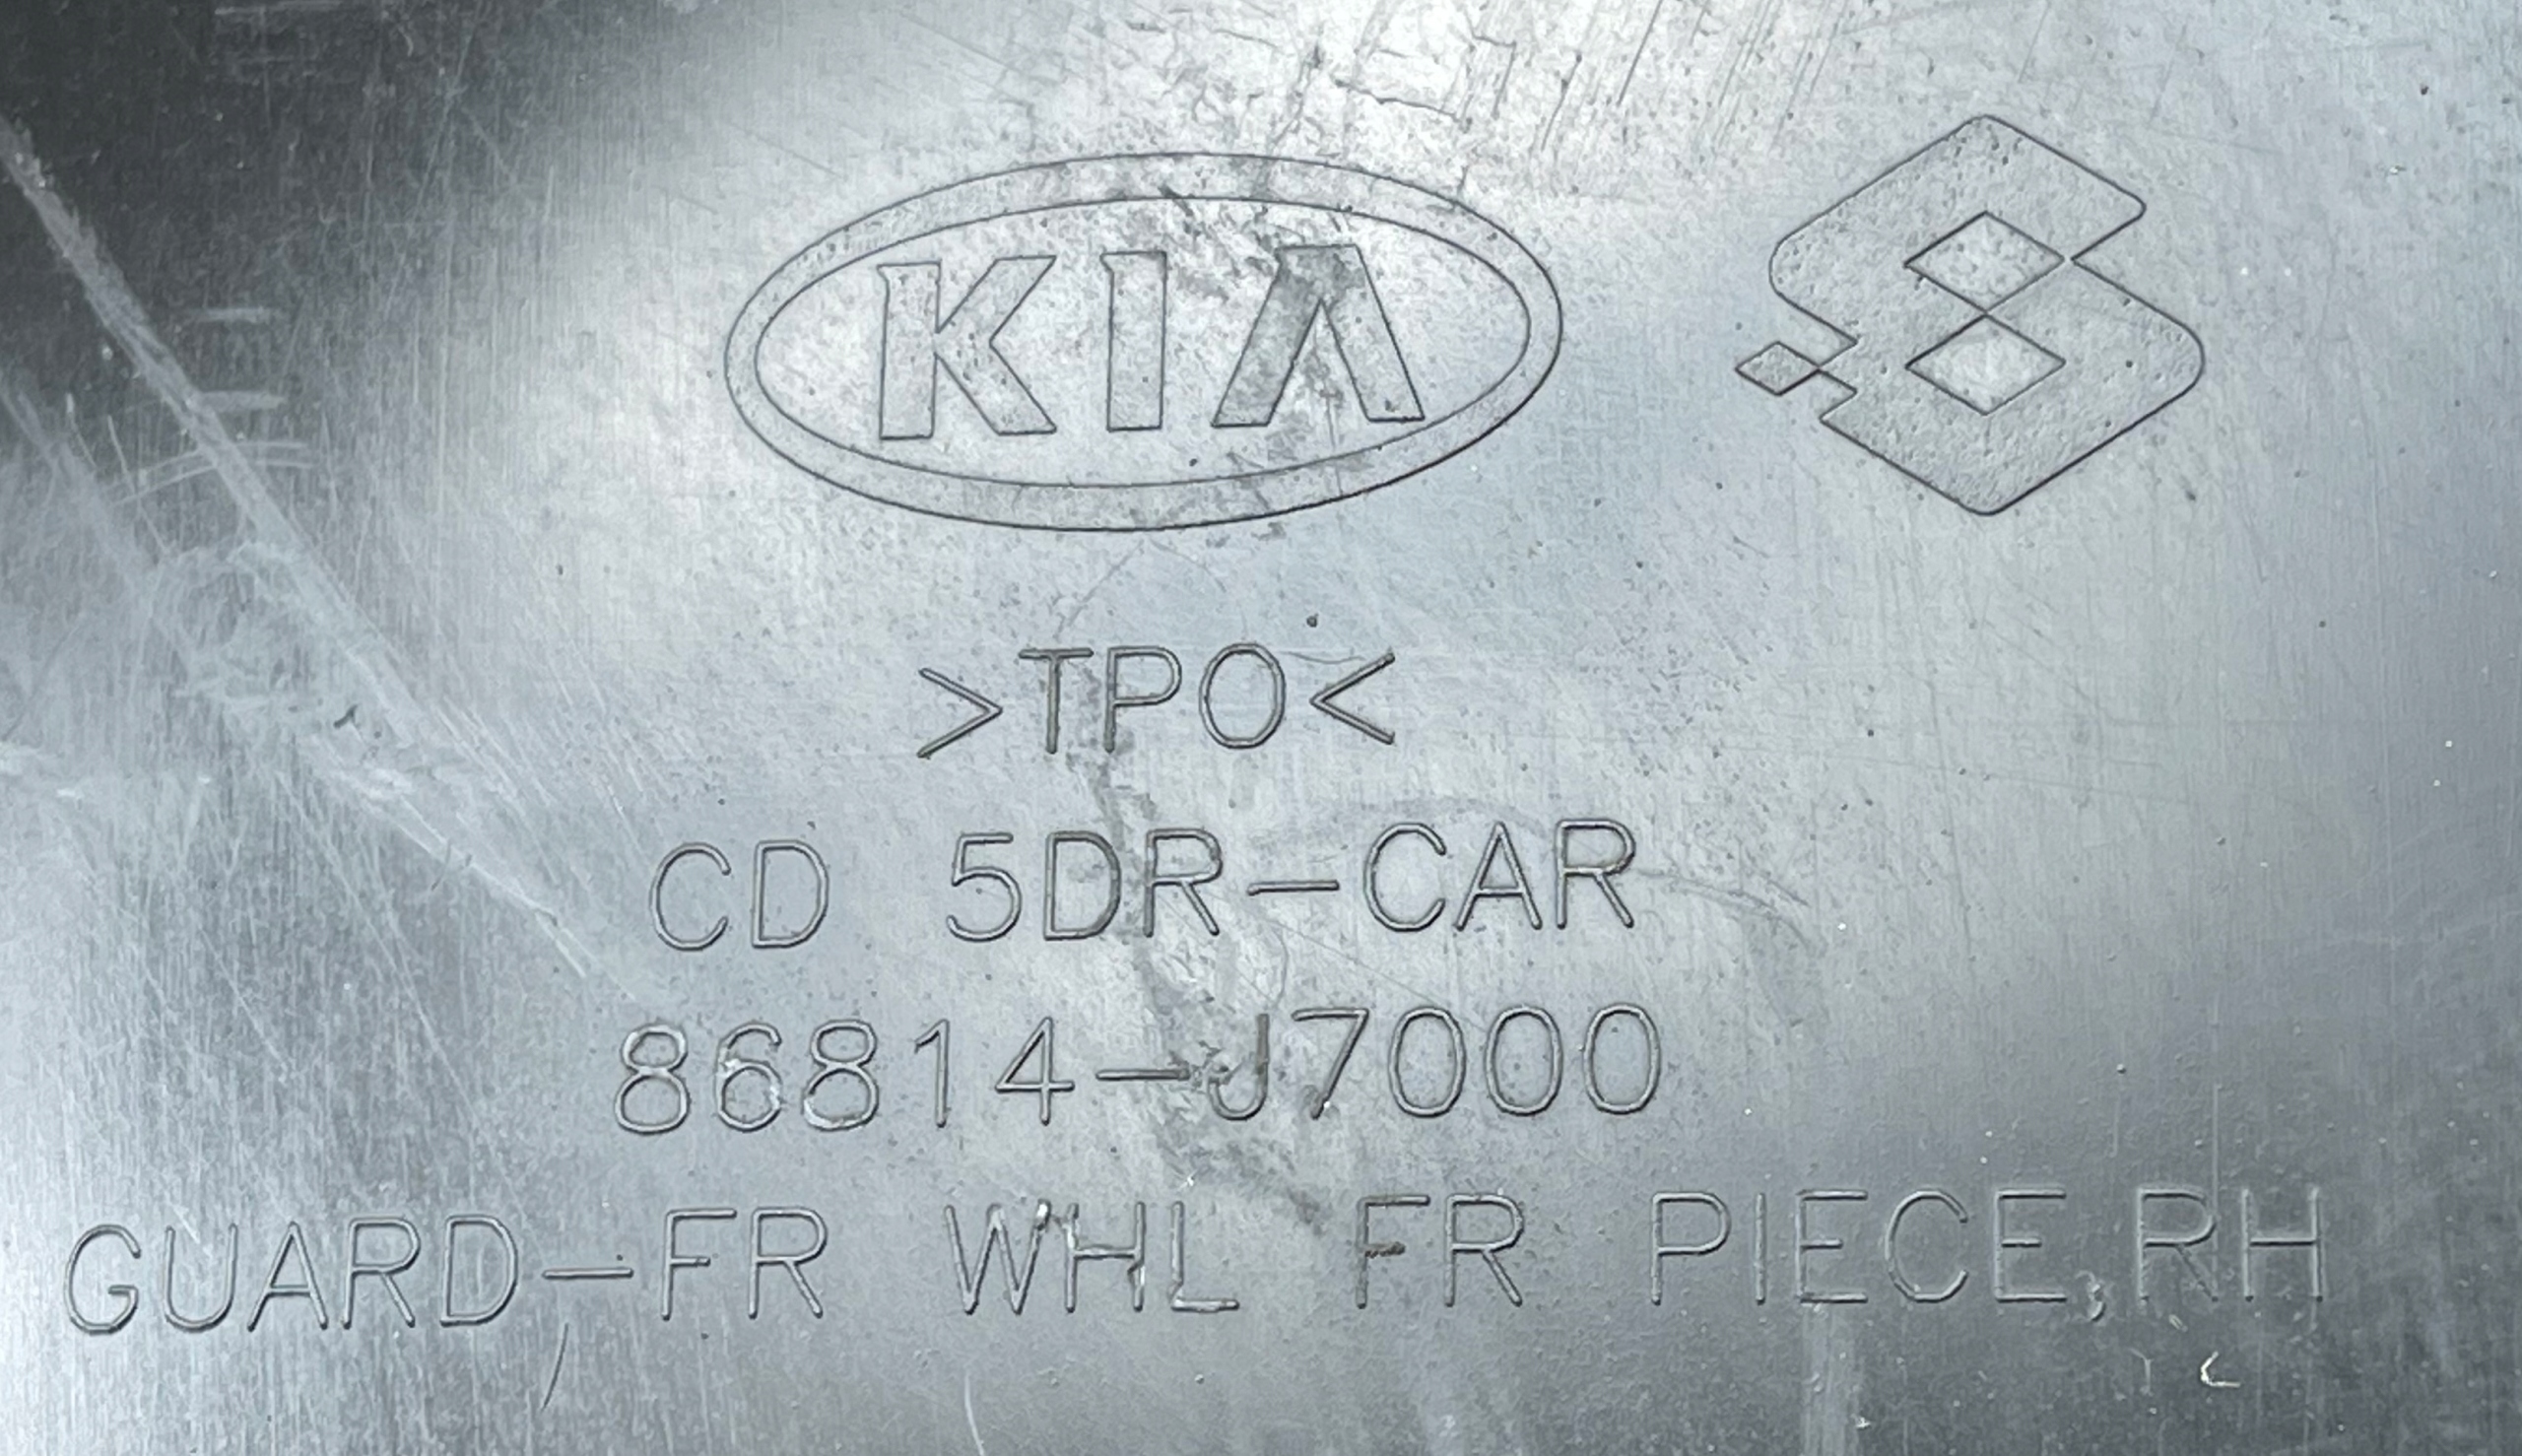 KIA
>TPO<
CD 5DR-CAR
86814-J7000
GUARD-FR WHL FR PIECE,RH